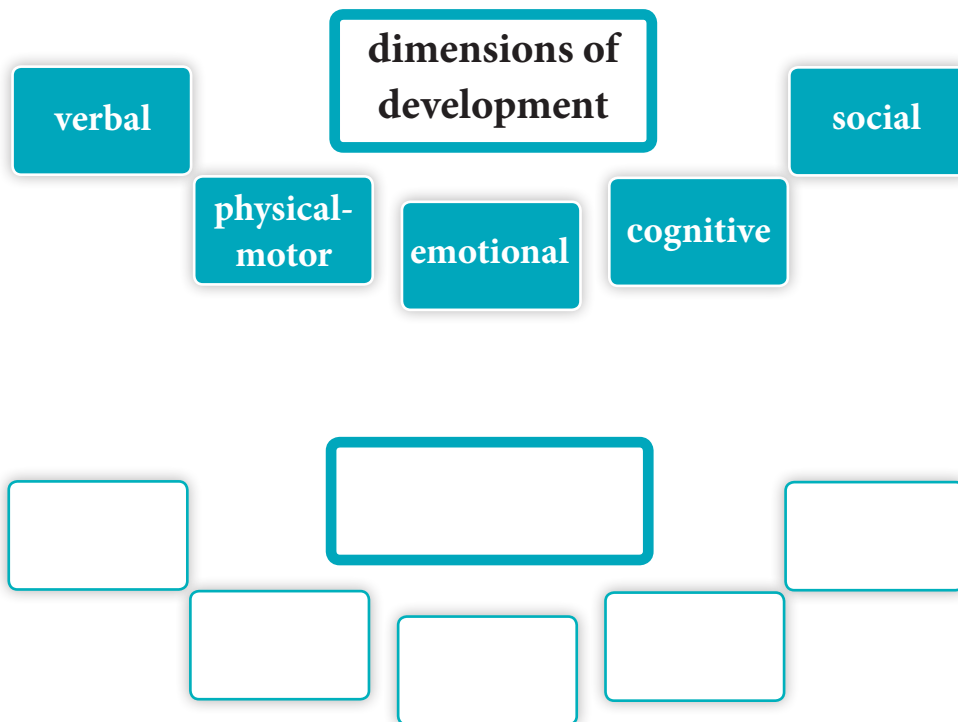 dimensions of
development
verbal
physical-
motor
emotional
cognitive
social